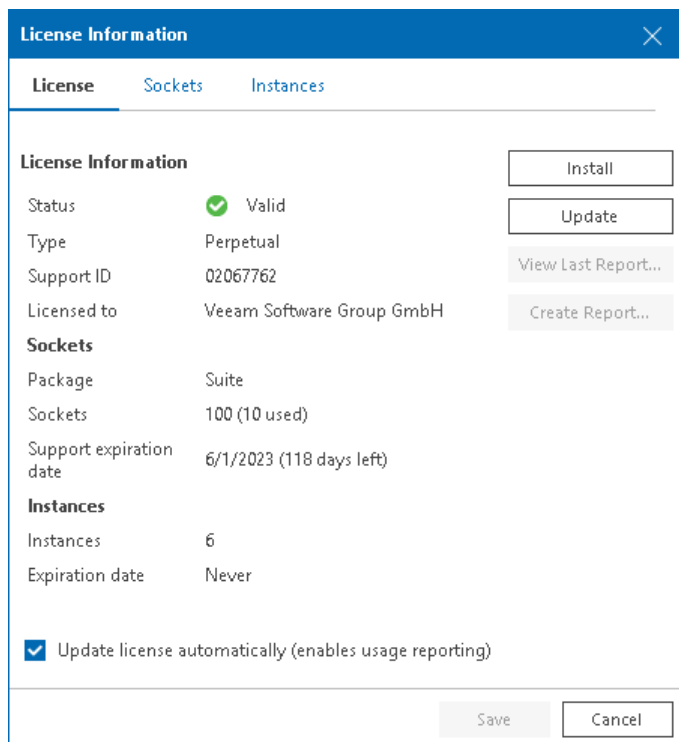 License Information
License
Sockets
Instances
License Information
Install
Status
Valid
Update
Type
Perpetual
View Last Report...
Support ID
02067762
Create Report...
Licensed to
Veeam Software Group GmbH
Sockets
Package
Suite
Sockets
100 (10 used)
Support expiration
date
6/1/2023 (118 days left)
Instances
Instances
6
Expiration date
Never
Update license automatically (enables usage reporting)
Save
Cancel